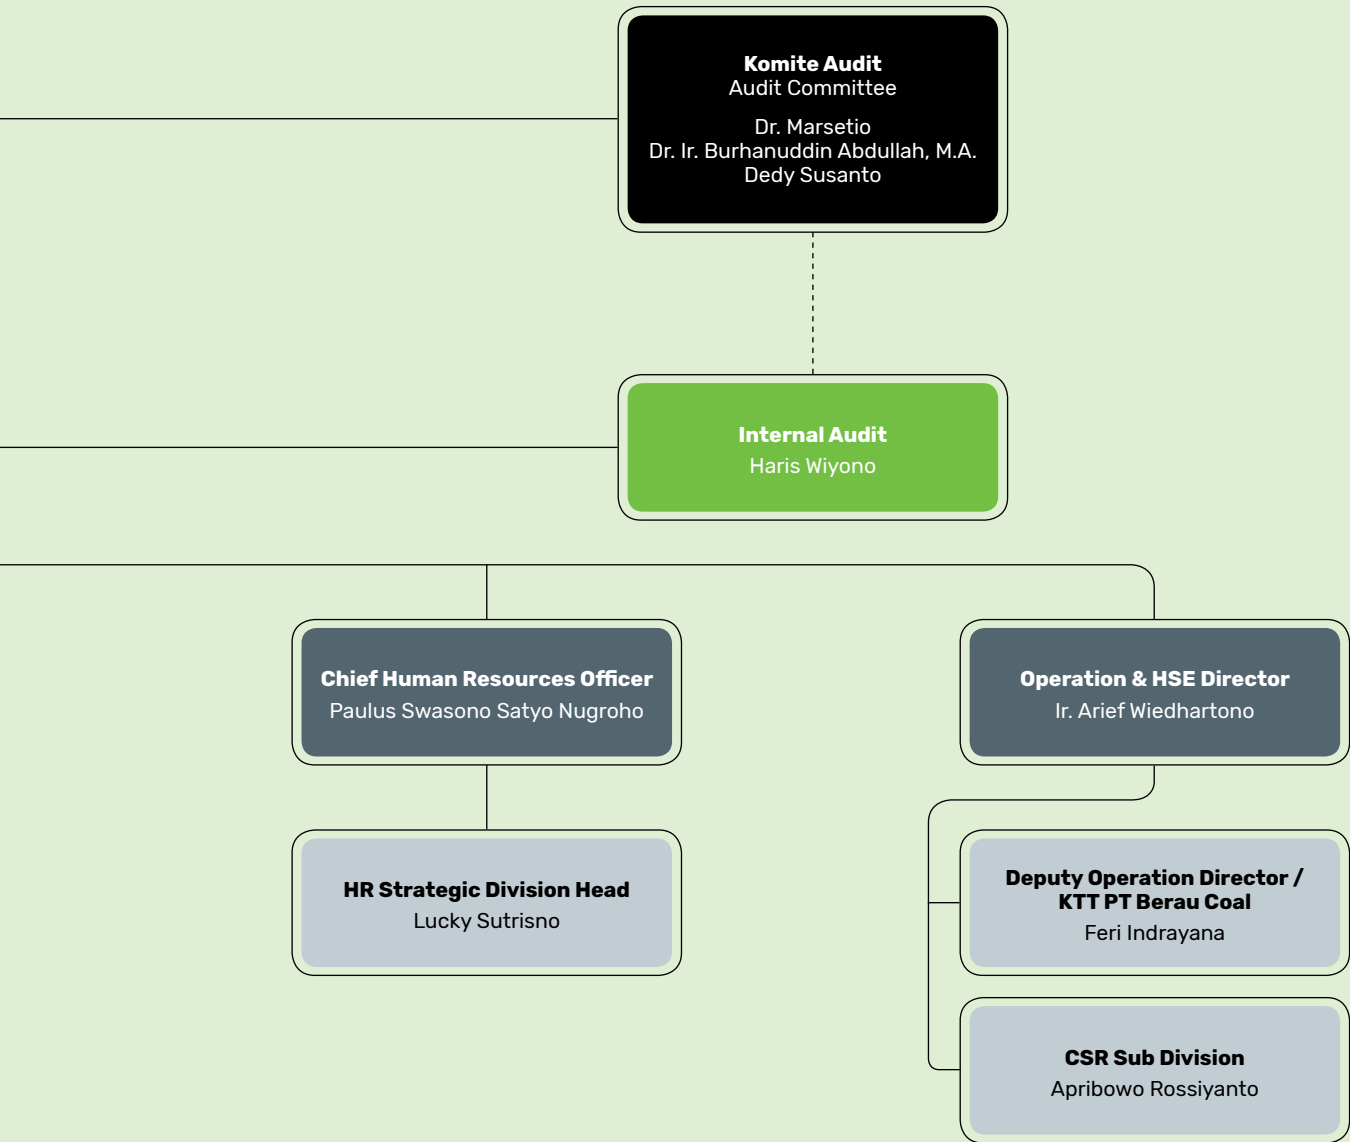 Komite Audit
Audit Committee
Dr. Marsetio
Dr. Ir. Burhanuddin Abdullah, M.A.
Dedy Susanto
Internal Audit
Haris Wiyono
Chief Human Resources Officer
Paulus Swasono Satyo Nugroho
Operation & HSE Director
Ir. Arief Wiedhartono
HR Strategic Division Head
Lucky Sutrisno
Deputy Operation Director /
KTT PT Berau Coal
Feri Indrayana
CSR Sub Division
Apribowo Rossiyanto